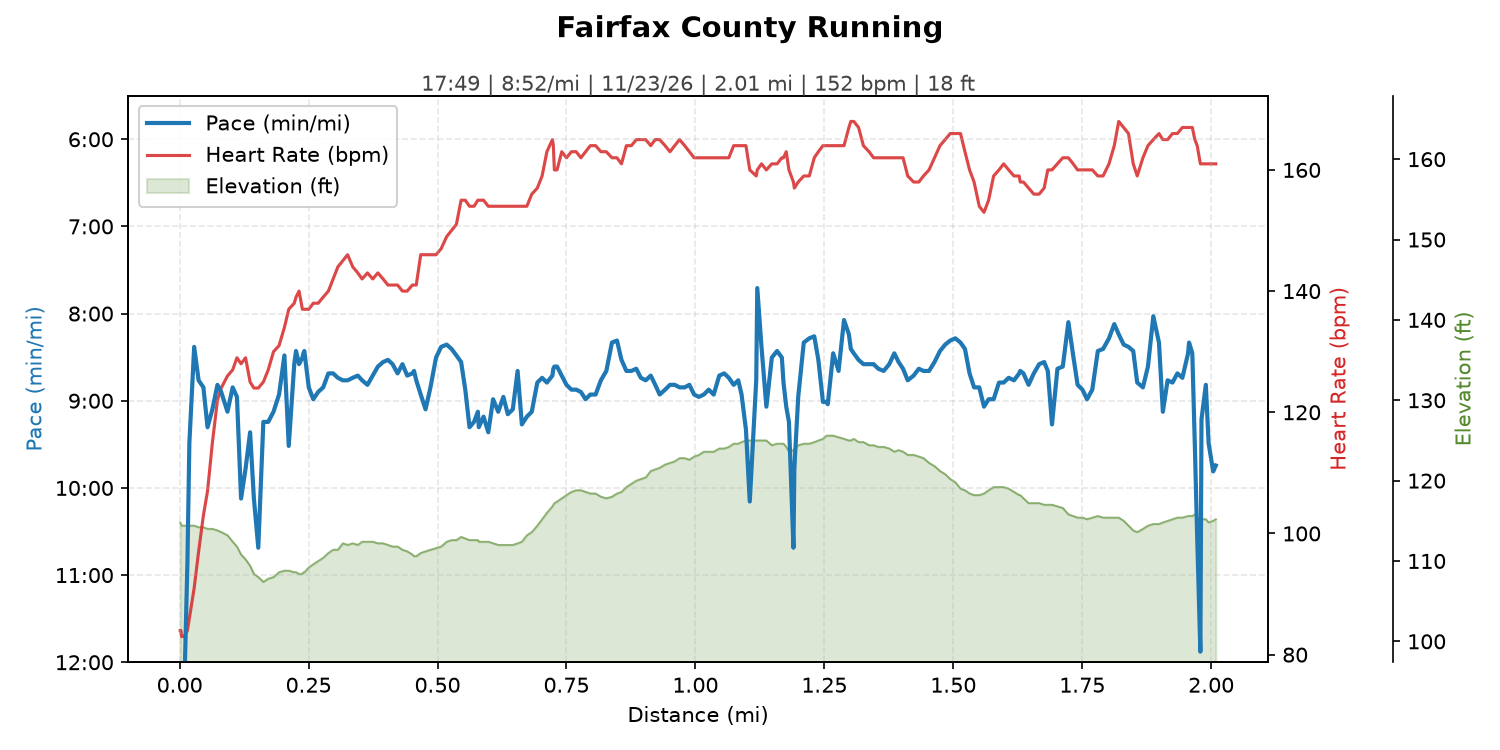 Fairfax County Running
17:49 | 8:52/mi | 11/23/26 | 2.01 mi | 152 bpm | 18 ft
Pace (min/mi)
Heart Rate (bpm)
Elevation (ft)
6:00
7:00
8:00
9:00
10:00
11:00
12:00
Pace (min/mi)
0.00 0.25 0.50 0.75 1.00 1.25 1.50 1.75 2.00
Distance (mi)
160
140
120
100
80
Heart Rate (bpm)
160
150
140
130
120
110
100
Elevation (ft)